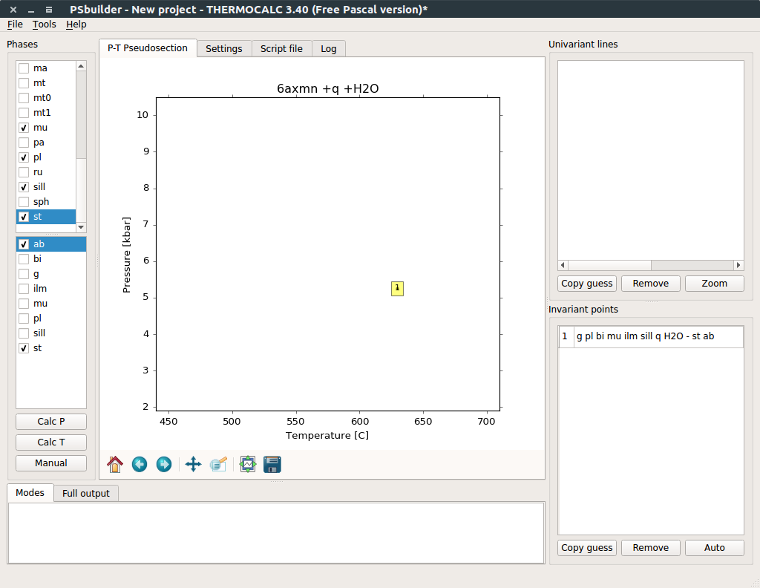 PSbuilder - New project - THERMOCALC 3.40 (Free Pascal version)*
File Tools Help
Phases
ma
mt
mt0
mt1
mu
pa
pl
ru
sill
sph
st
ab
bi
g
ilm
mu
pl
sill
st
Calc P
Calc T
Manual
P-T Pseudosection Settings Script file Log
6axmn +q +H2O
Pressure [kbar]
10
9
8
7
6
5
4
3
2
1
450 500 550 600 650 700
Temperature [C]
Univariant lines
Copy guess Remove Zoom
Invariant points
1 g pl bi mu ilm sill q H2O - st ab
Copy guess Remove Auto
Modes Full output